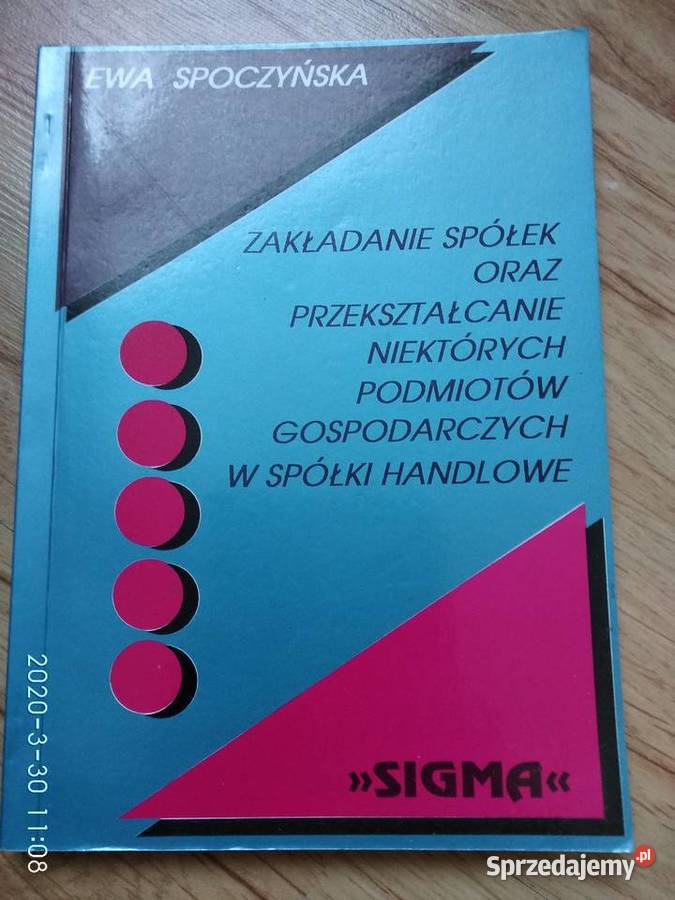 EWA SPOCZYŃSKA
ZAKŁADANIE SPÓŁEK
ORAZ
PRZEKSZTAŁCANIE
NIEKTÓRYCH
PODMIOTÓW
GOSPODARCZYCH
W SPÓŁKI HANDLOWE
»SIGMA«
2020-3-30 11:08
Sprzedajemy.pl